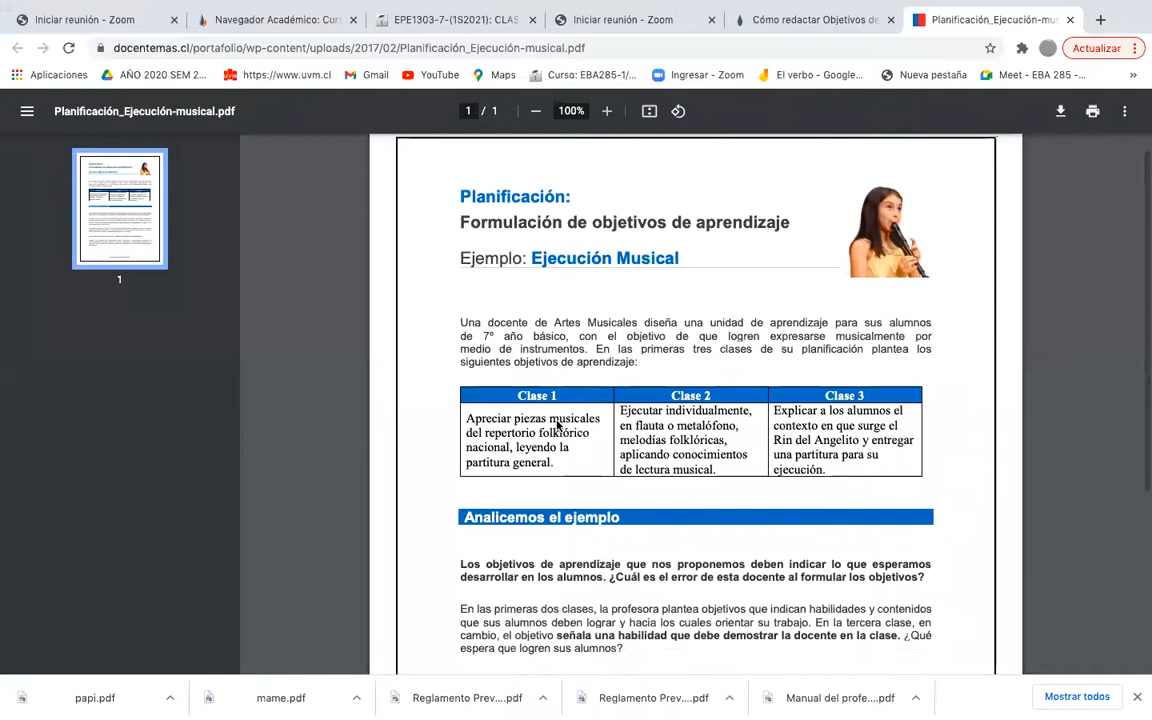 Iniciar reunión - Zoom
Navegador Académico: Cur
EPE1303-7-(1S2021): CLAS
Iniciar reunión - Zoom
Cómo redactar Objetivos de
Planificación_Ejecución-mus
docentemas.cl/portafolio/wp-content/uploads/2017/02/Planificación_Ejecución-musical.pdf
Actualizar
Aplicaciones
AÑO 2020 SEM 2...
https://www.uvm.cl
Gmail
YouTube
Maps
Curso: EBA285-1/...
Ingresar - Zoom
El verbo - Google...
Nueva pestaña
Meet - EBA 285 -...
»
Planificación_Ejecución-musical.pdf
1 / 1
100%
1
Planificación:
Formulación de objetivos de aprendizaje
Ejemplo: Ejecución Musical
Una docente de Artes Musicales diseña una unidad de aprendizaje para sus alumnos
de 7º año básico, con el objetivo de que logren expresarse musicalmente por
medio de instrumentos. En las primeras tres clases de su planificación plantea los
siguientes objetivos de aprendizaje:
Clase 1
Apreciar piezas musicales
del repertorio folklórico
nacional, leyendo la
partitura general.
Clase 2
Ejecutar individualmente,
en flauta o metalófono,
melodías folklóricas,
aplicando conocimientos
de lectura musical.
Clase 3
Explicar a los alumnos el
contexto en que surge el
Rin del Angelito y entregar
una partitura para su
ejecución.
Analicemos el ejemplo
Los objetivos de aprendizaje que nos proponemos deben indicar lo que esperamos
desarrollar en los alumnos. ¿Cuál es el error de esta docente al formular los objetivos?
En las primeras dos clases, la profesora plantea objetivos que indican habilidades y contenidos
que sus alumnos deben lograr y hacia los cuales orientar su trabajo. En la tercera clase, en
cambio, el objetivo señala una habilidad que debe demostrar la docente en la clase. ¿Qué
espera que logren sus alumnos?
papi.pdf
mame.pdf
Reglamento Prev....pdf
Reglamento Prev....pdf
Manual del profe....pdf
Mostrar todos